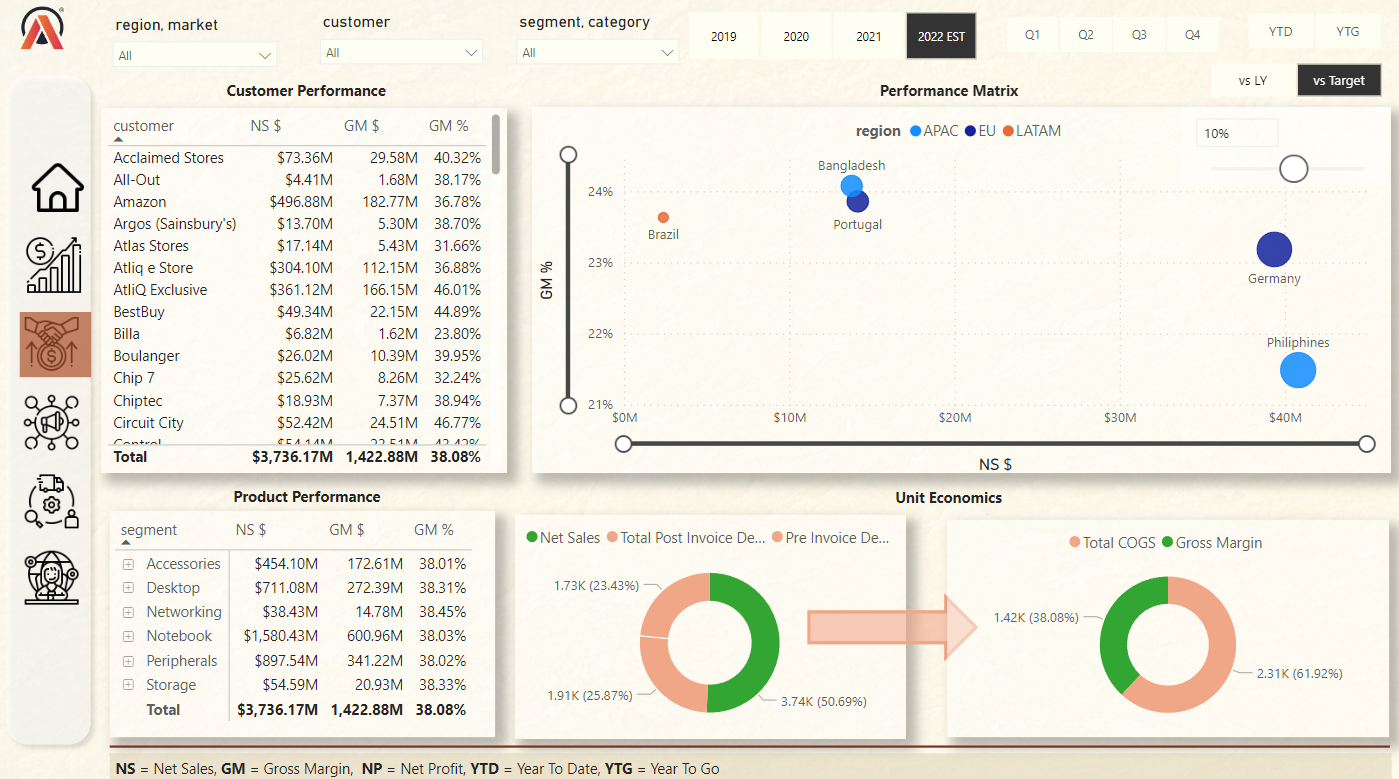 region, market
customer
segment, category
All
All
All
2019
2020
2021
2022 EST
Q1
Q2
Q3
Q4
YTD
YTG
vs LY
vs Target
Customer Performance
customer NS $ GM $ GM %
Acclaimed Stores $73.36M 29.58M 40.32%
All-Out $4.41M 1.68M 38.17%
Amazon $496.88M 182.77M 36.78%
Argos (Sainsbury's) $13.70M 5.30M 38.70%
Atlas Stores $17.14M 5.43M 31.66%
Atliq e Store $304.10M 112.15M 36.88%
AtliQ Exclusive $361.12M 166.15M 46.01%
BestBuy $49.34M 22.15M 44.89%
Billa $6.82M 1.62M 23.80%
Boulanger $26.02M 10.39M 39.95%
Chip 7 $25.62M 8.26M 32.24%
Chiptec $18.93M 7.37M 38.94%
Circuit City $52.42M 24.51M 46.77%
Control $54.14M 23.51M 43.42%
Total $3,736.17M 1,422.88M 38.08%
Performance Matrix
region APAC EU LATAM
10%
GM %
24%
23%
22%
21%
Bangladesh
Portugal
Brazil
Germany
Philiphines
$0M $10M $20M $30M $40M
NS $
Product Performance
segment NS $ GM $ GM %
Accessories $454.10M 172.61M 38.01%
Desktop $711.08M 272.39M 38.31%
Networking $38.43M 14.78M 38.45%
Notebook $1,580.43M 600.96M 38.03%
Peripherals $897.54M 341.22M 38.02%
Storage $54.59M 20.93M 38.33%
Total $3,736.17M 1,422.88M 38.08%
Unit Economics
Net Sales Total Post Invoice De... Pre Invoice De...
1.73K (23.43%)
1.91K (25.87%)
3.74K (50.69%)
Total COGS Gross Margin
1.42K (38.08%)
2.31K (61.92%)
NS = Net Sales, GM = Gross Margin, NP = Net Profit, YTD = Year To Date, YTG = Year To Go